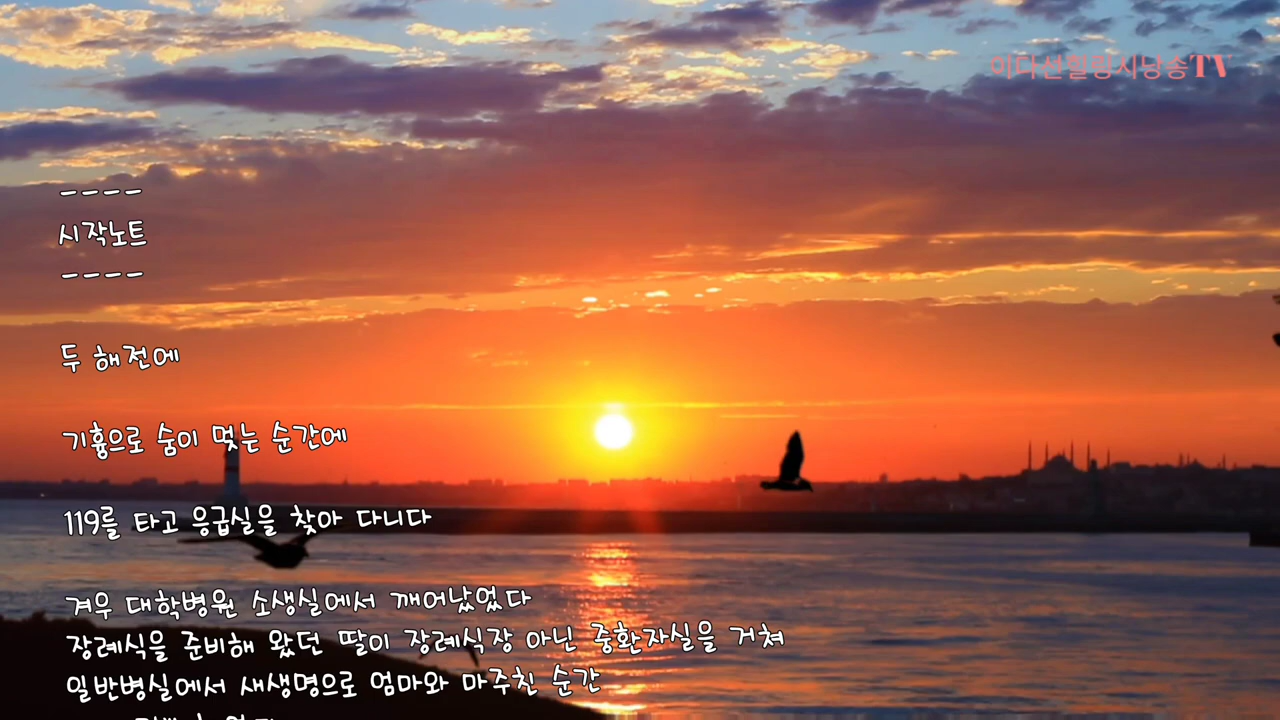 이다선힐링시낭송TV
----
시작노트
----
두 해전에
기흉으로 숨이 멎는 순간에
119를 타고 응급실을 찾아 다니다
겨우 대학병원 소생실에서 깨어났었다
장례식을 준비해 왔던 딸이 장례식장 아닌 중환자실을 거쳐
일반병실에서 새생명으로 엄마와 마주친 순간